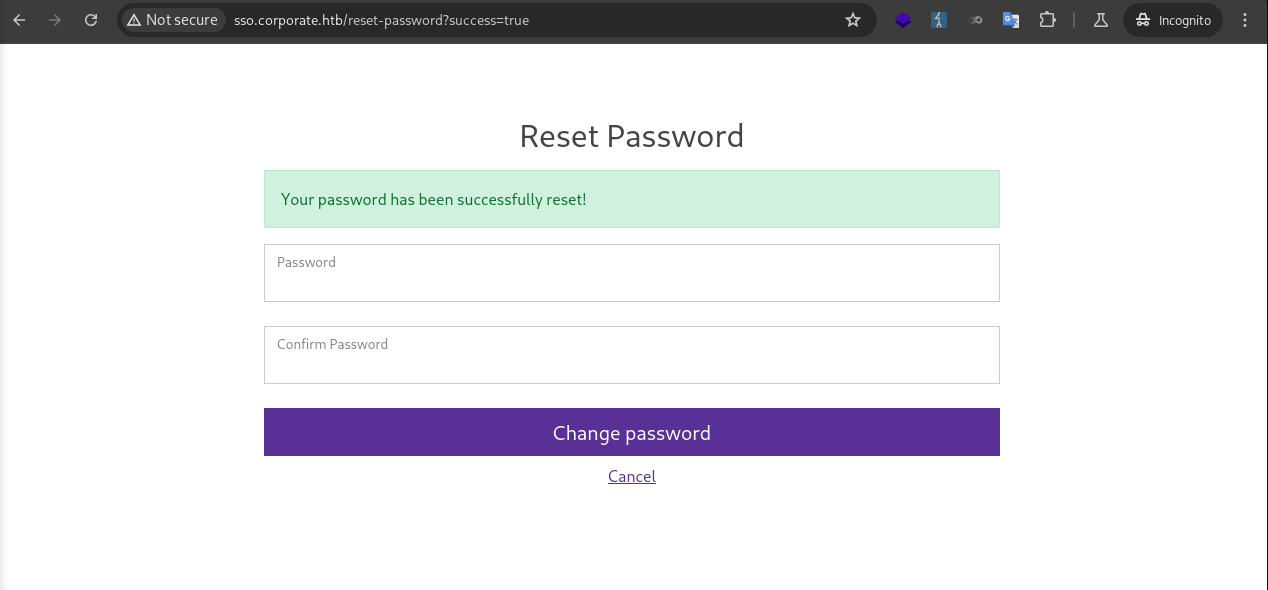 Not secure sso.corporate.htb/reset-password?success=true Incognito
Reset Password
Your password has been successfully reset!
Password
Confirm Password
Change password
Cancel